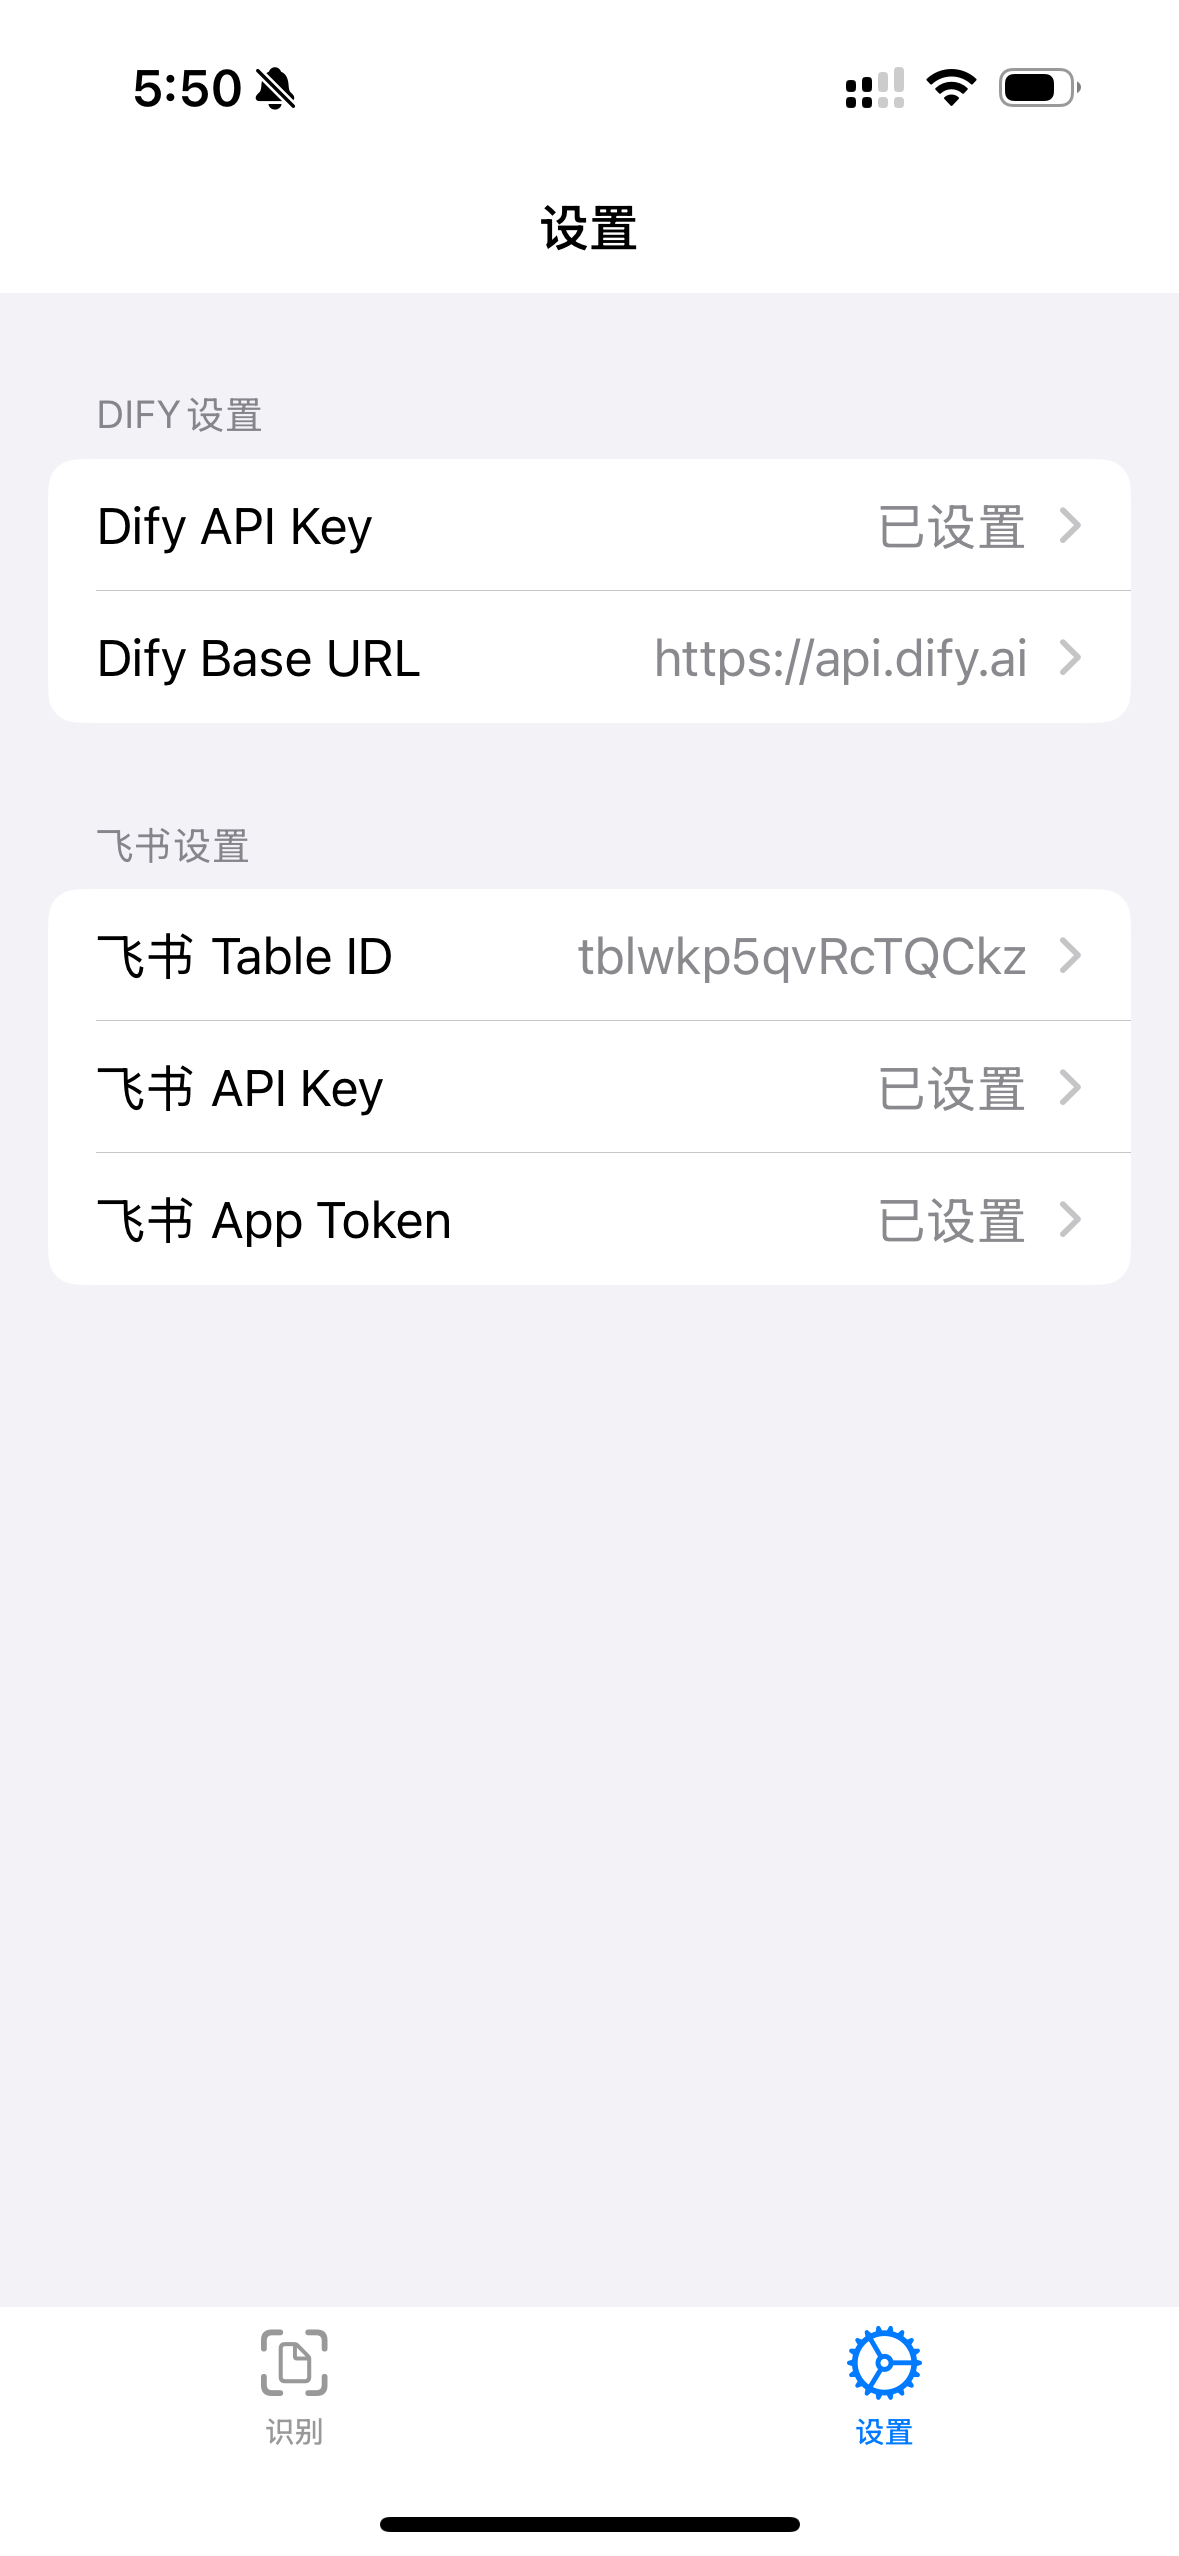 5:50
设置
DIFY 设置
Dify API Key 已设置
Dify Base URL https://api.dify.ai
飞书设置
飞书 Table ID tblwkp5qvRcTQCkz
飞书 API Key 已设置
飞书 App Token 已设置
识别 设置